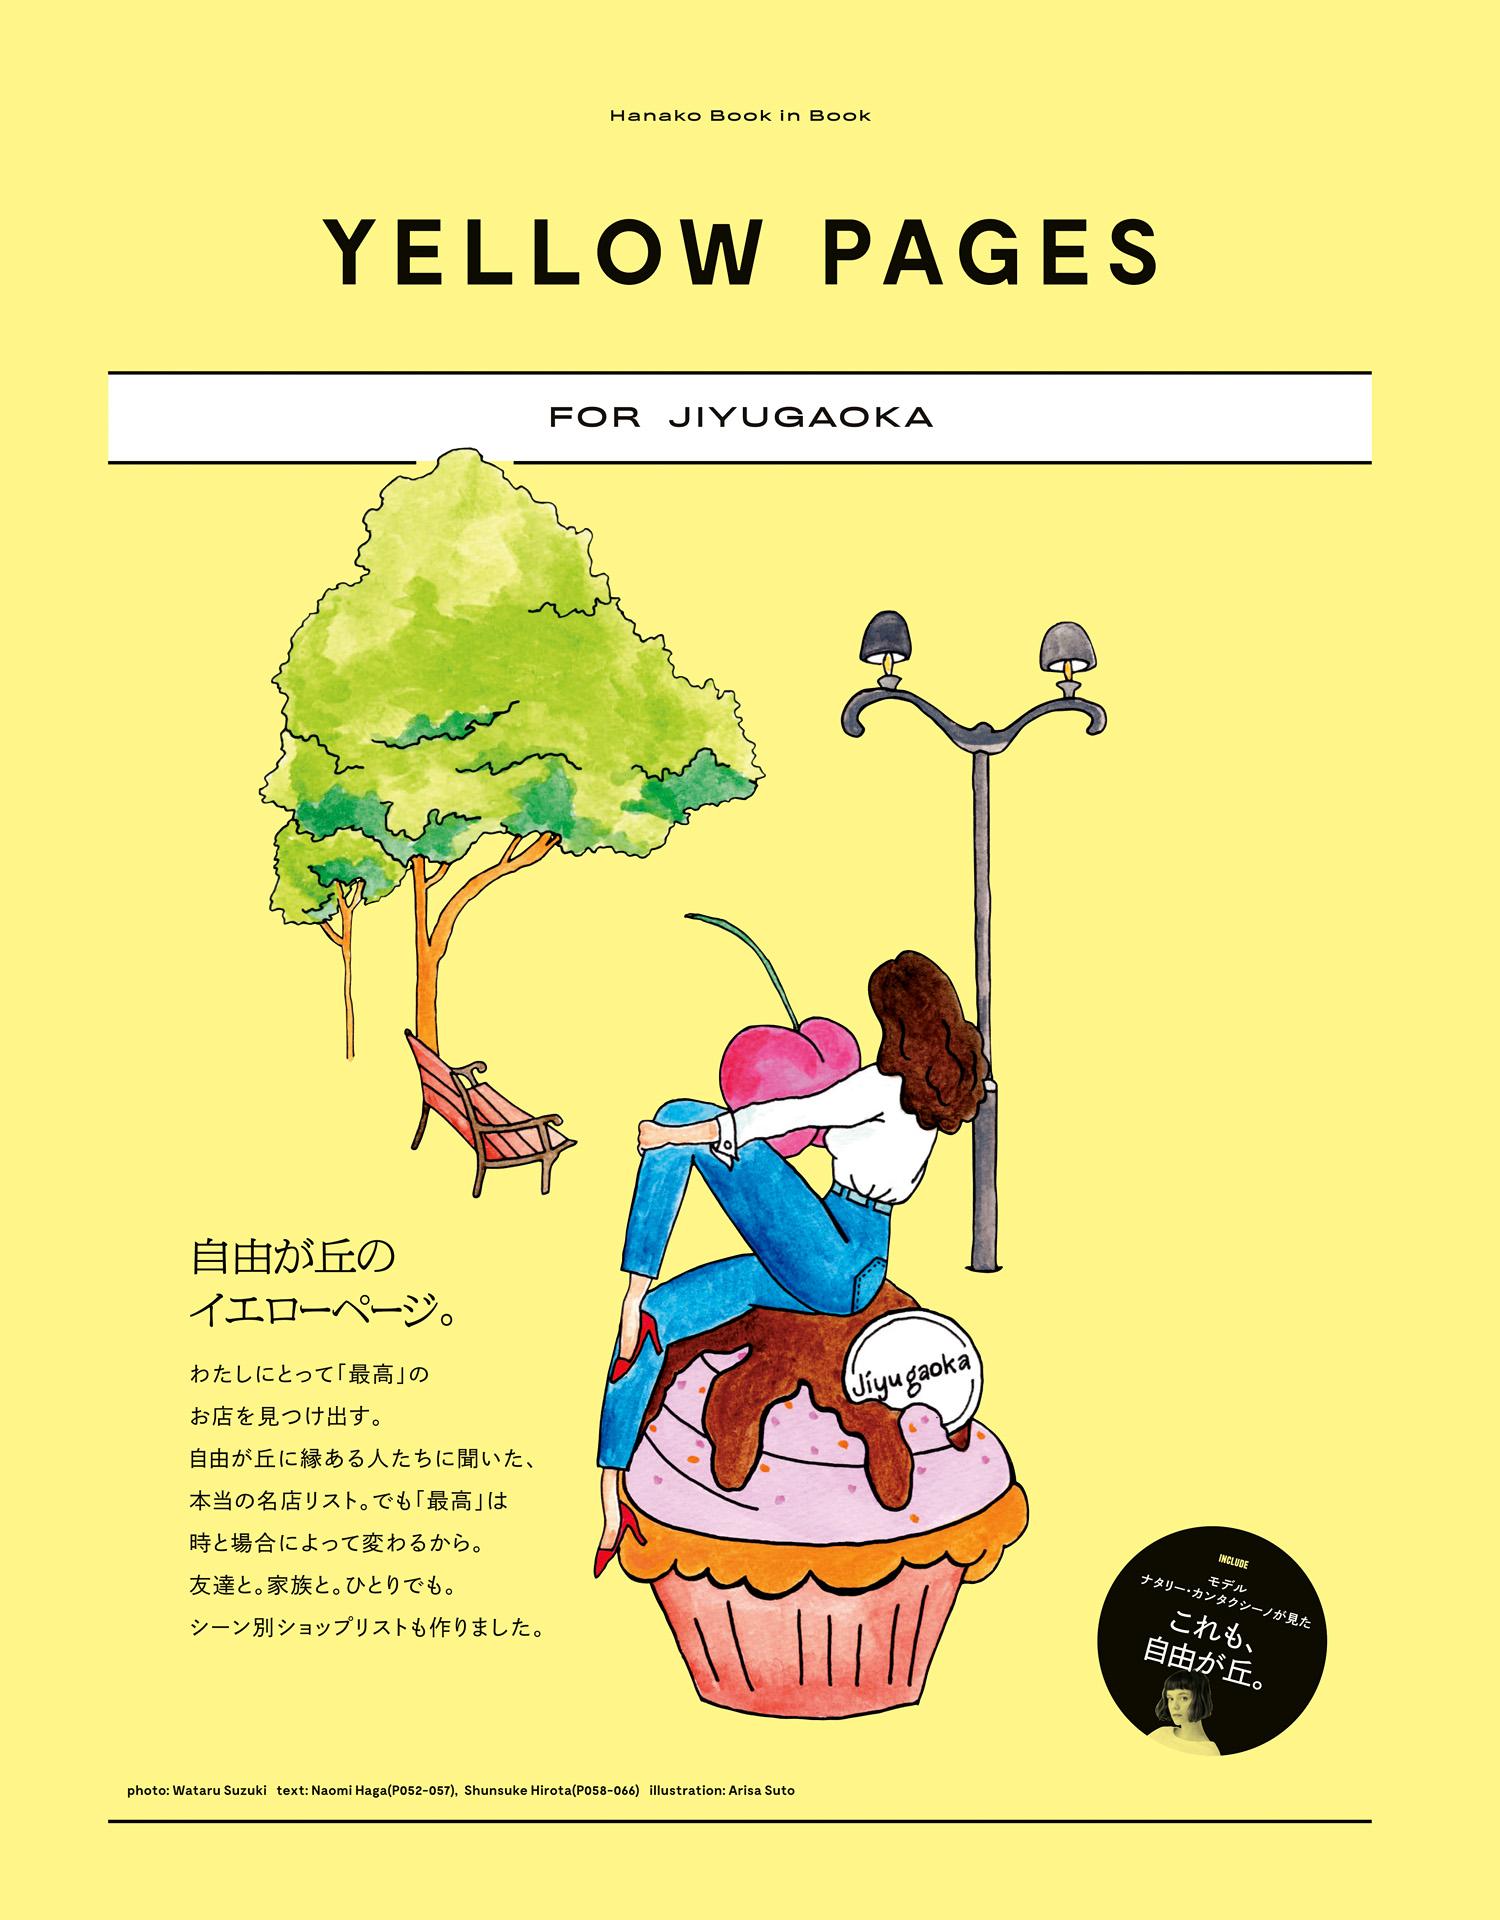 Hanako Book in Book
YELLOW PAGES
FOR JIYUGAOKA
Jiyugaoka
自由が丘の
イエローページ。
わたしにとって「最高」の
お店を見つけ出す。
自由が丘に縁ある人たちに聞いた、
本当の名店リスト。でも「最高」は
時と場合によって変わるから。
友達と。家族と。ひとりでも。
シーン別ショップリストも作りました。
INCLUDE
モデル
ナタリー・カンタクシーノが見た
これも、
自由が丘。
photo: Wataru Suzuki text: Naomi Haga(P052-057), Shunsuke Hirota(P058-066) illustration: Arisa Suto